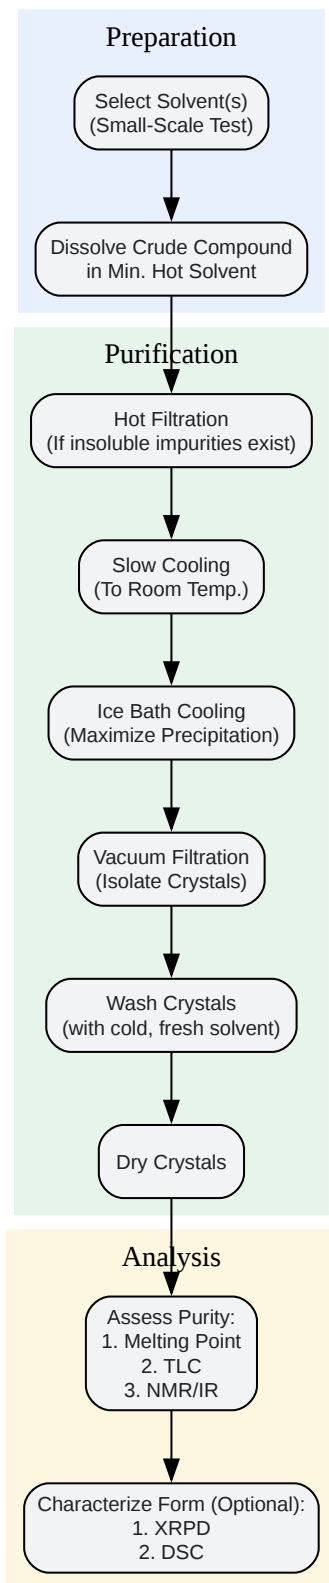 Preparation
Select Solvent(s)
(Small-Scale Test)
Dissolve Crude Compound
in Min. Hot Solvent
Purification
Hot Filtration
(If insoluble impurities exist)
Slow Cooling
(To Room Temp.)
Ice Bath Cooling
(Maximize Precipitation)
Vacuum Filtration
(Isolate Crystals)
Wash Crystals
(with cold, fresh solvent)
Dry Crystals
Analysis
Assess Purity:
1. Melting Point
2. TLC
3. NMR/IR
Characterize Form (Optional):
1. XRPD
2. DSC